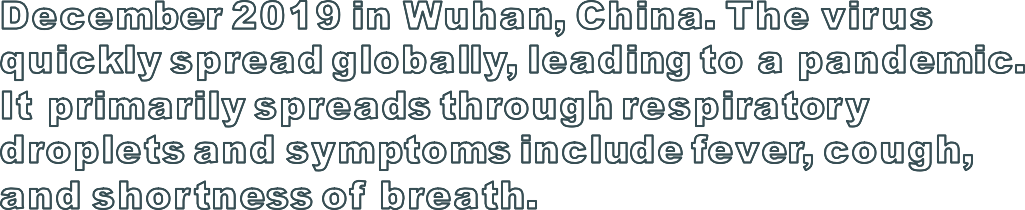 December 2019 in Wuhan, China. The virus
quickly spread globally, leading to a pandemic.
It primarily spreads through respiratory
droplets and symptoms include fever, cough,
and shortness of breath.